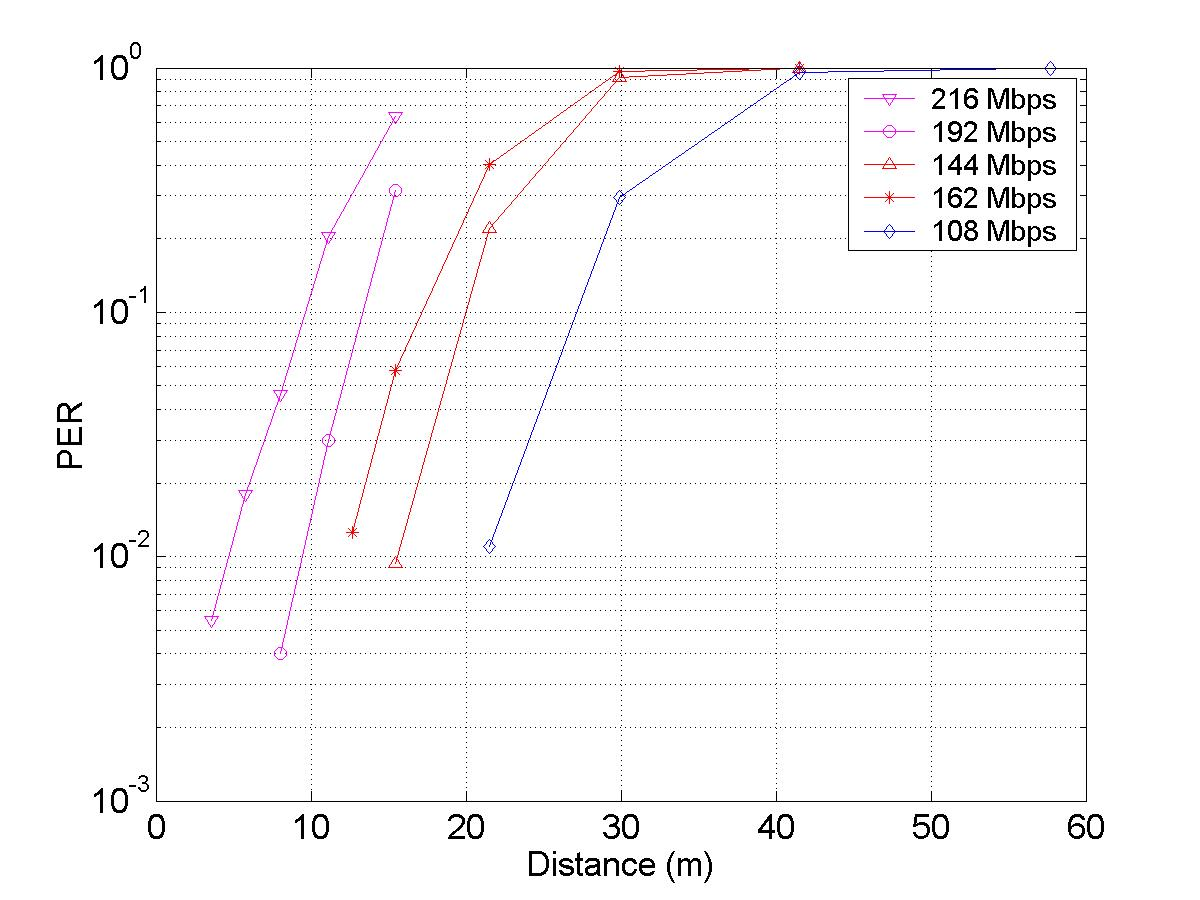 10^0
10^-1
10^-2
10^-3
PER
0 10 20 30 40 50 60
Distance (m)
216 Mbps
192 Mbps
144 Mbps
162 Mbps
108 Mbps